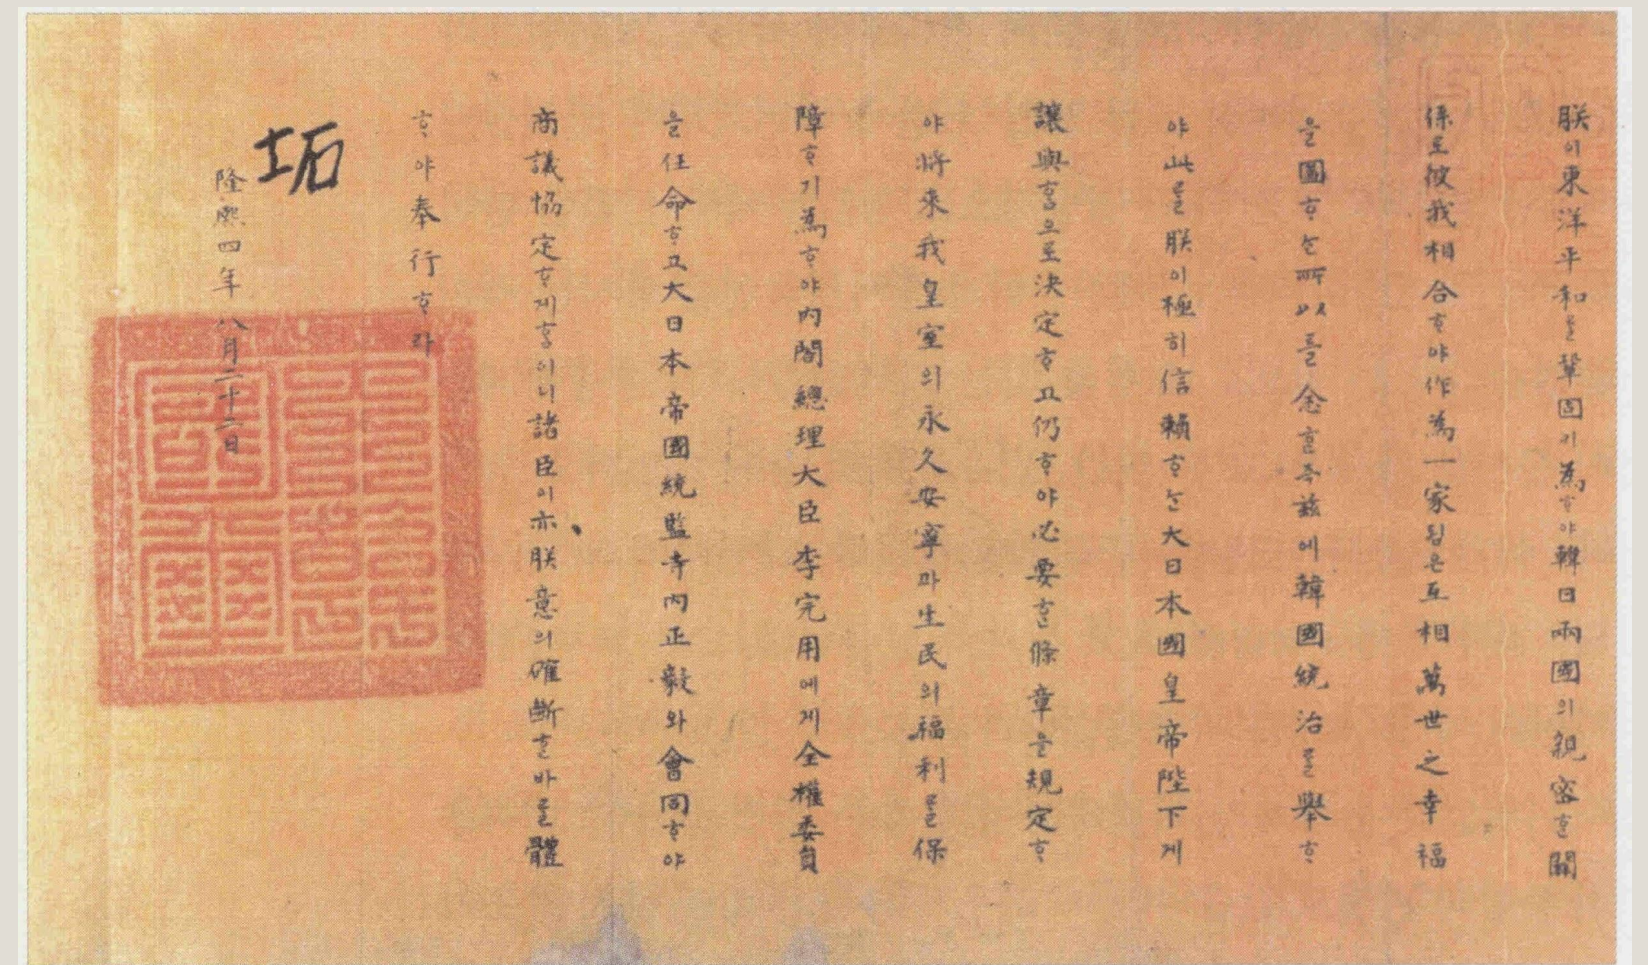 朕이東洋平和를鞏固기爲ᄒᆞ야韓日兩國의親密ᄒᆞᆫ關
係로彼我相合ᄒᆞ야作爲一家됨은互相萬世之幸福
을圖ᄒᆞᄂᆞᆫ所以를念ᄒᆞᆫ즉玆에韓國統治를擧ᄒᆞ
야此를朕이極히信賴ᄒᆞᄂᆞᆫ大日本國皇帝陛下게
讓與홈으로決定ᄒᆞ고仍ᄒᆞ야必要ᄒᆞᆫ條章을規定ᄒᆞ
야將來我皇室의永久安寧과生民의福利를保
障ᄒᆞ기爲ᄒᆞ야內閣總理大臣李完用에게全權委員
을任命ᄒᆞ고大日本帝國統監寺內正毅와會同ᄒᆞ야
商議協定ᄒᆞ게홈이니諸臣이亦朕意의確斷ᄒᆞᆫ바를體
ᄒᆞ야奉行ᄒᆞ라
坧
隆熙四年八月二十二日